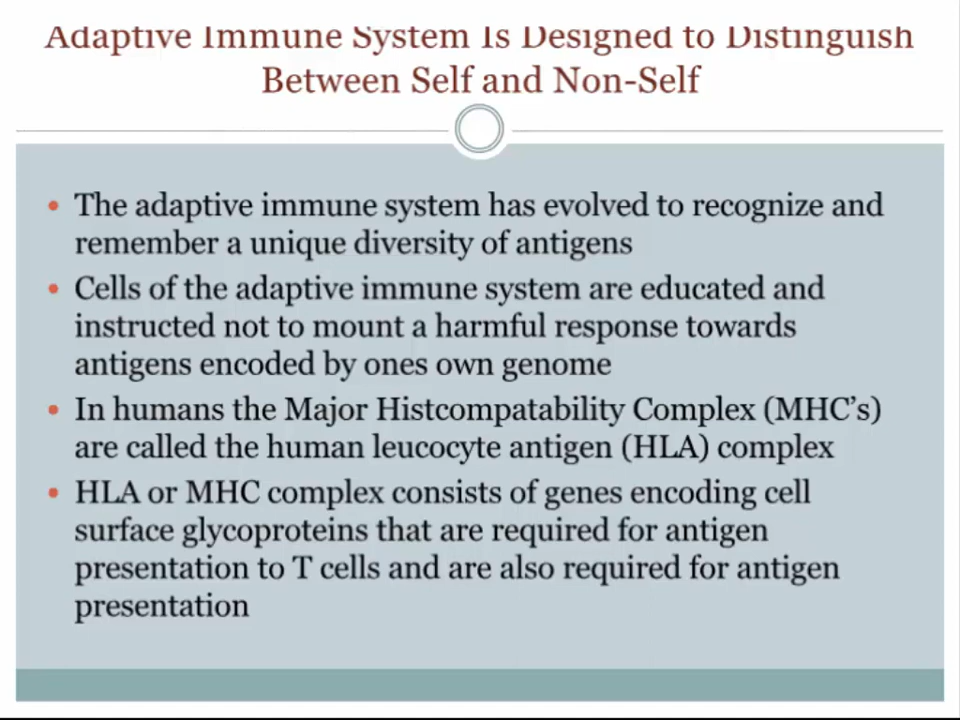 Adaptive Immune System Is Designed to Distinguish
Between Self and Non-Self
• The adaptive immune system has evolved to recognize and
remember a unique diversity of antigens
• Cells of the adaptive immune system are educated and
instructed not to mount a harmful response towards
antigens encoded by ones own genome
• In humans the Major Histcompatability Complex (MHC’s)
are called the human leucocyte antigen (HLA) complex
• HLA or MHC complex consists of genes encoding cell
surface glycoproteins that are required for antigen
presentation to T cells and are also required for antigen
presentation